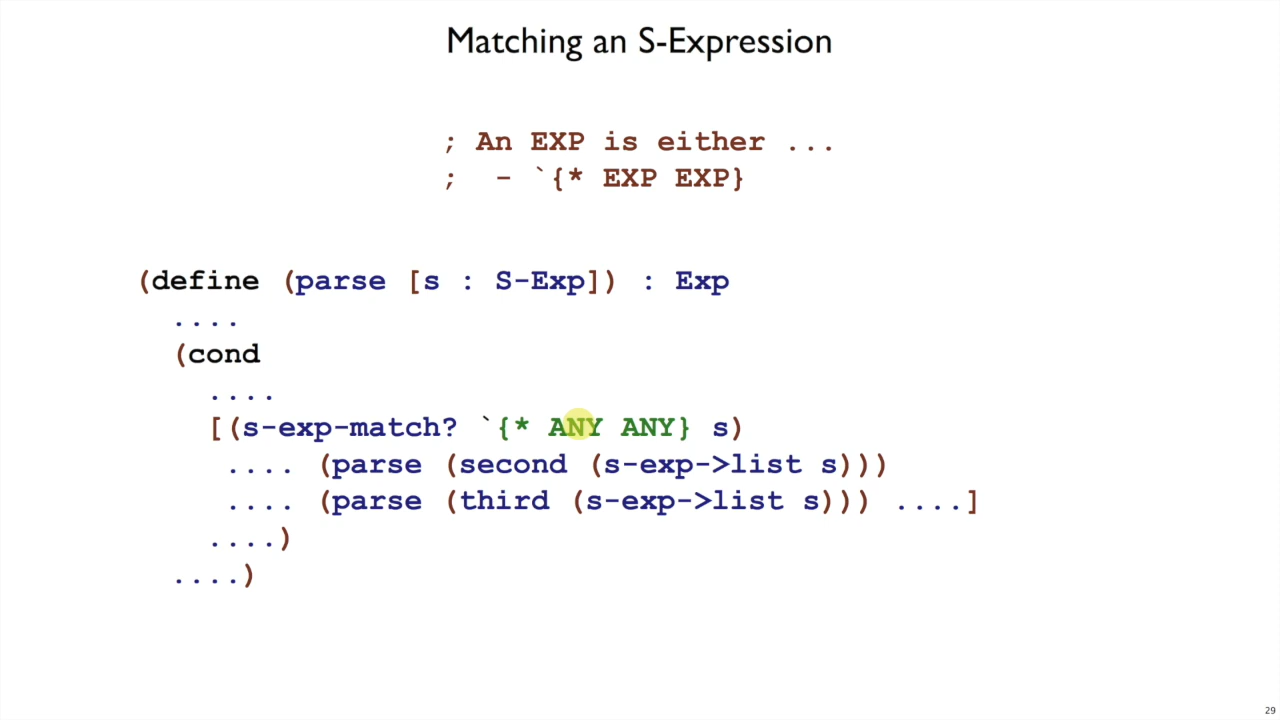 Matching an S-Expression
; An EXP is either ...
;  - `{* EXP EXP}
(define (parse [s : S-Exp]) : Exp
  ....
  (cond
    ....
    [(s-exp-match? `{* ANY ANY} s)
     .... (parse (second (s-exp->list s)))
     .... (parse (third (s-exp->list s))) ....]
    ....)
  ....)
29